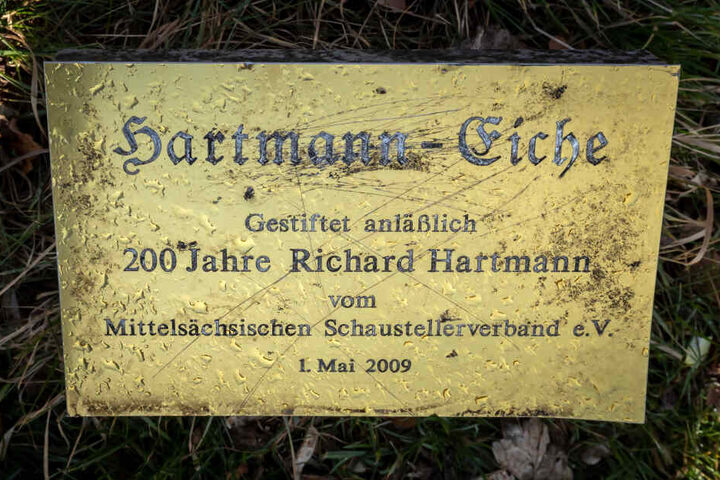 Hartmann-Eiche
Gestiftet anläßlich
200 Jahre Richard Hartmann
vom
Mittelsächsischen Schaustellerverband e.V.
1. Mai 2009